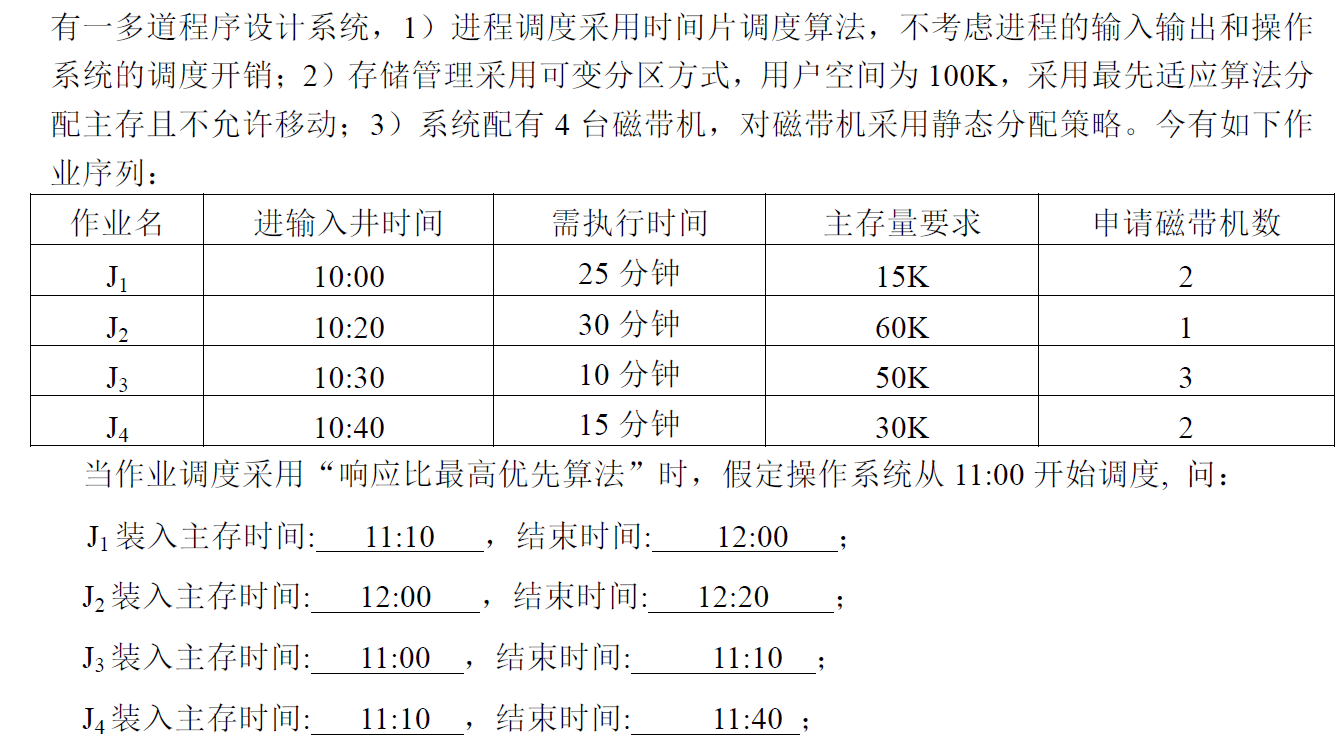 有一多道程序设计系统，1）进程调度采用时间片调度算法，不考虑进程的输入输出和操作
系统的调度开销；2）存储管理采用可变分区方式，用户空间为 100K，采用最先适应算法分
配主存且不允许移动；3）系统配有 4 台磁带机，对磁带机采用静态分配策略。今有如下作
业序列：
作业名 进输入井时间 需执行时间 主存量要求 申请磁带机数
J1 10:00 25 分钟 15K 2
J2 10:20 30 分钟 60K 1
J3 10:30 10 分钟 50K 3
J4 10:40 15 分钟 30K 2
当作业调度采用“响应比最高优先算法”时，假定操作系统从 11:00 开始调度, 问：
J1 装入主存时间: 11:10 ，结束时间: 12:00 ；
J2 装入主存时间: 12:00 ，结束时间: 12:20 ；
J3 装入主存时间: 11:00 ，结束时间: 11:10 ；
J4 装入主存时间: 11:10 ，结束时间: 11:40 ；